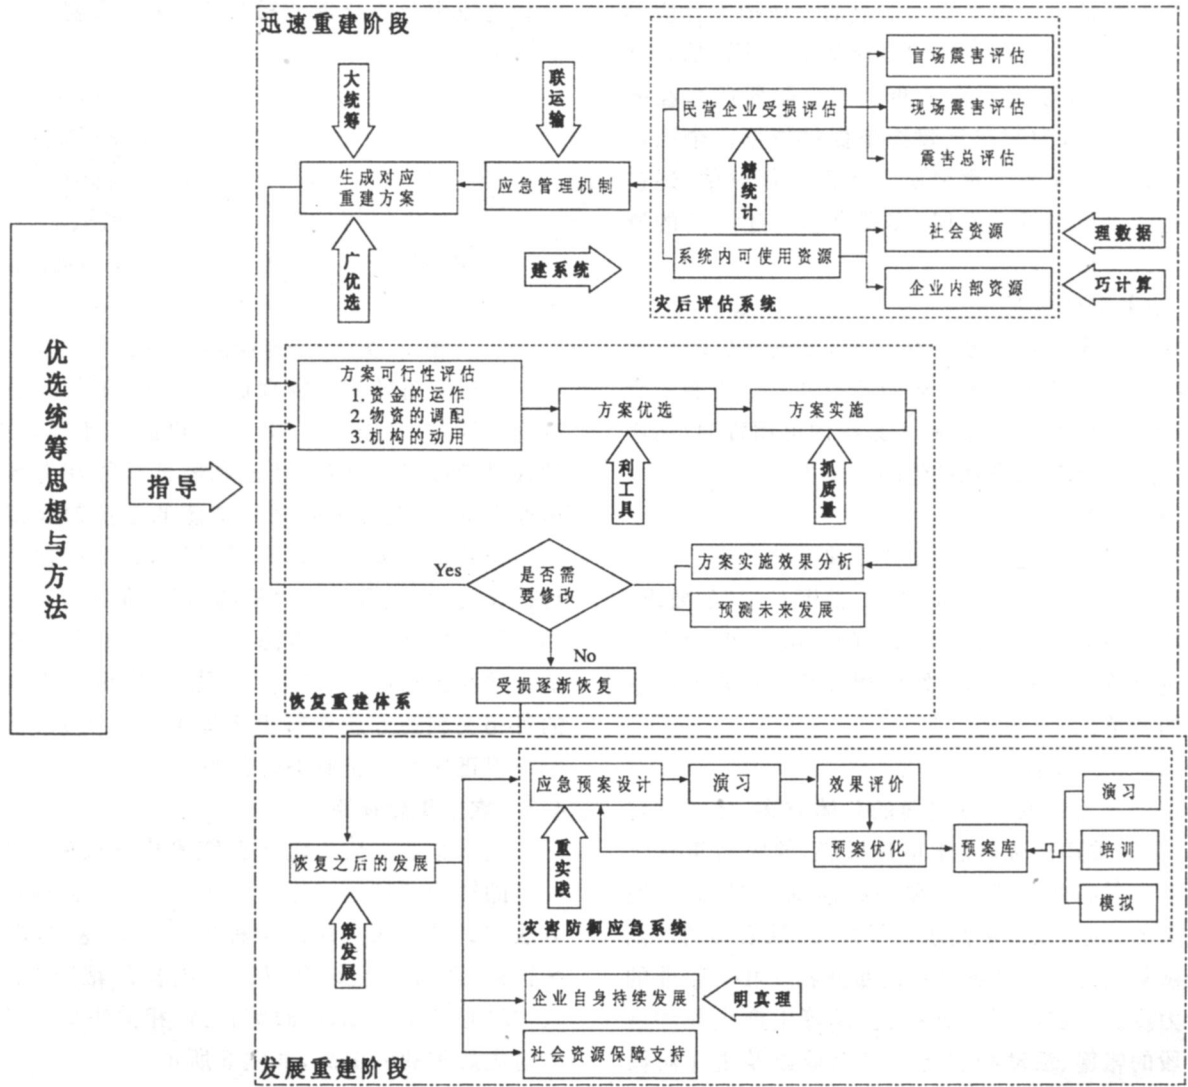 优选统筹思想与方法
指导
迅速重建阶段
大统筹
联运输
生成对应
重建方案
应急管理机制
广优选
建系统
民营企业受损评估
盲场震害评估
现场震害评估
震害总评估
精统计
系统内可使用资源
社会资源
企业内部资源
理数据
巧计算
灾后评估系统
方案可行性评估
1.资金的运作
2.物资的调配
3.机构的动用
方案优选
方案实施
利工具
抓质量
方案实施效果分析
预测未来发展
是否需
要修改
Yes
No
受损逐渐恢复
恢复重建体系
恢复之后的发展
策发展
应急预案设计
演习
效果评价
预案优化
预案库
演习
培训
模拟
重实践
灾害防御应急系统
企业自身持续发展
明真理
社会资源保障支持
发展重建阶段